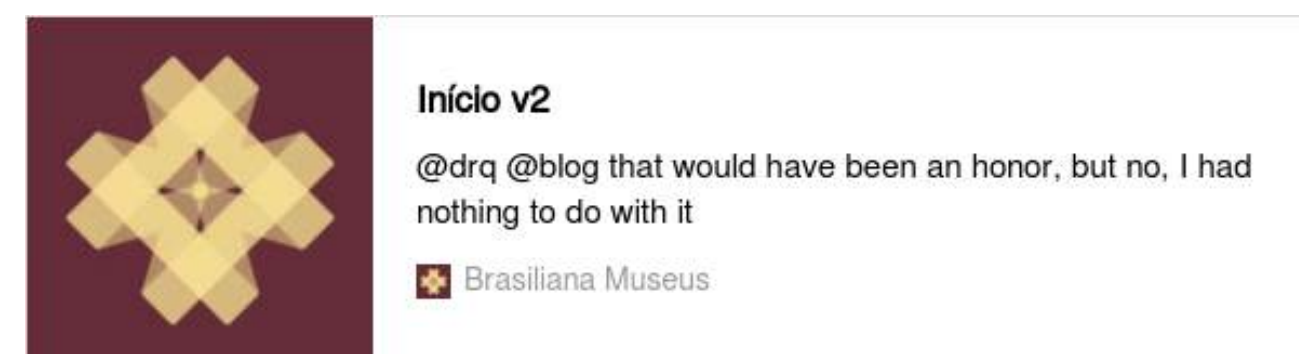 Início v2
@drq @blog that would have been an honor, but no, I had
nothing to do with it
Brasiliana Museus